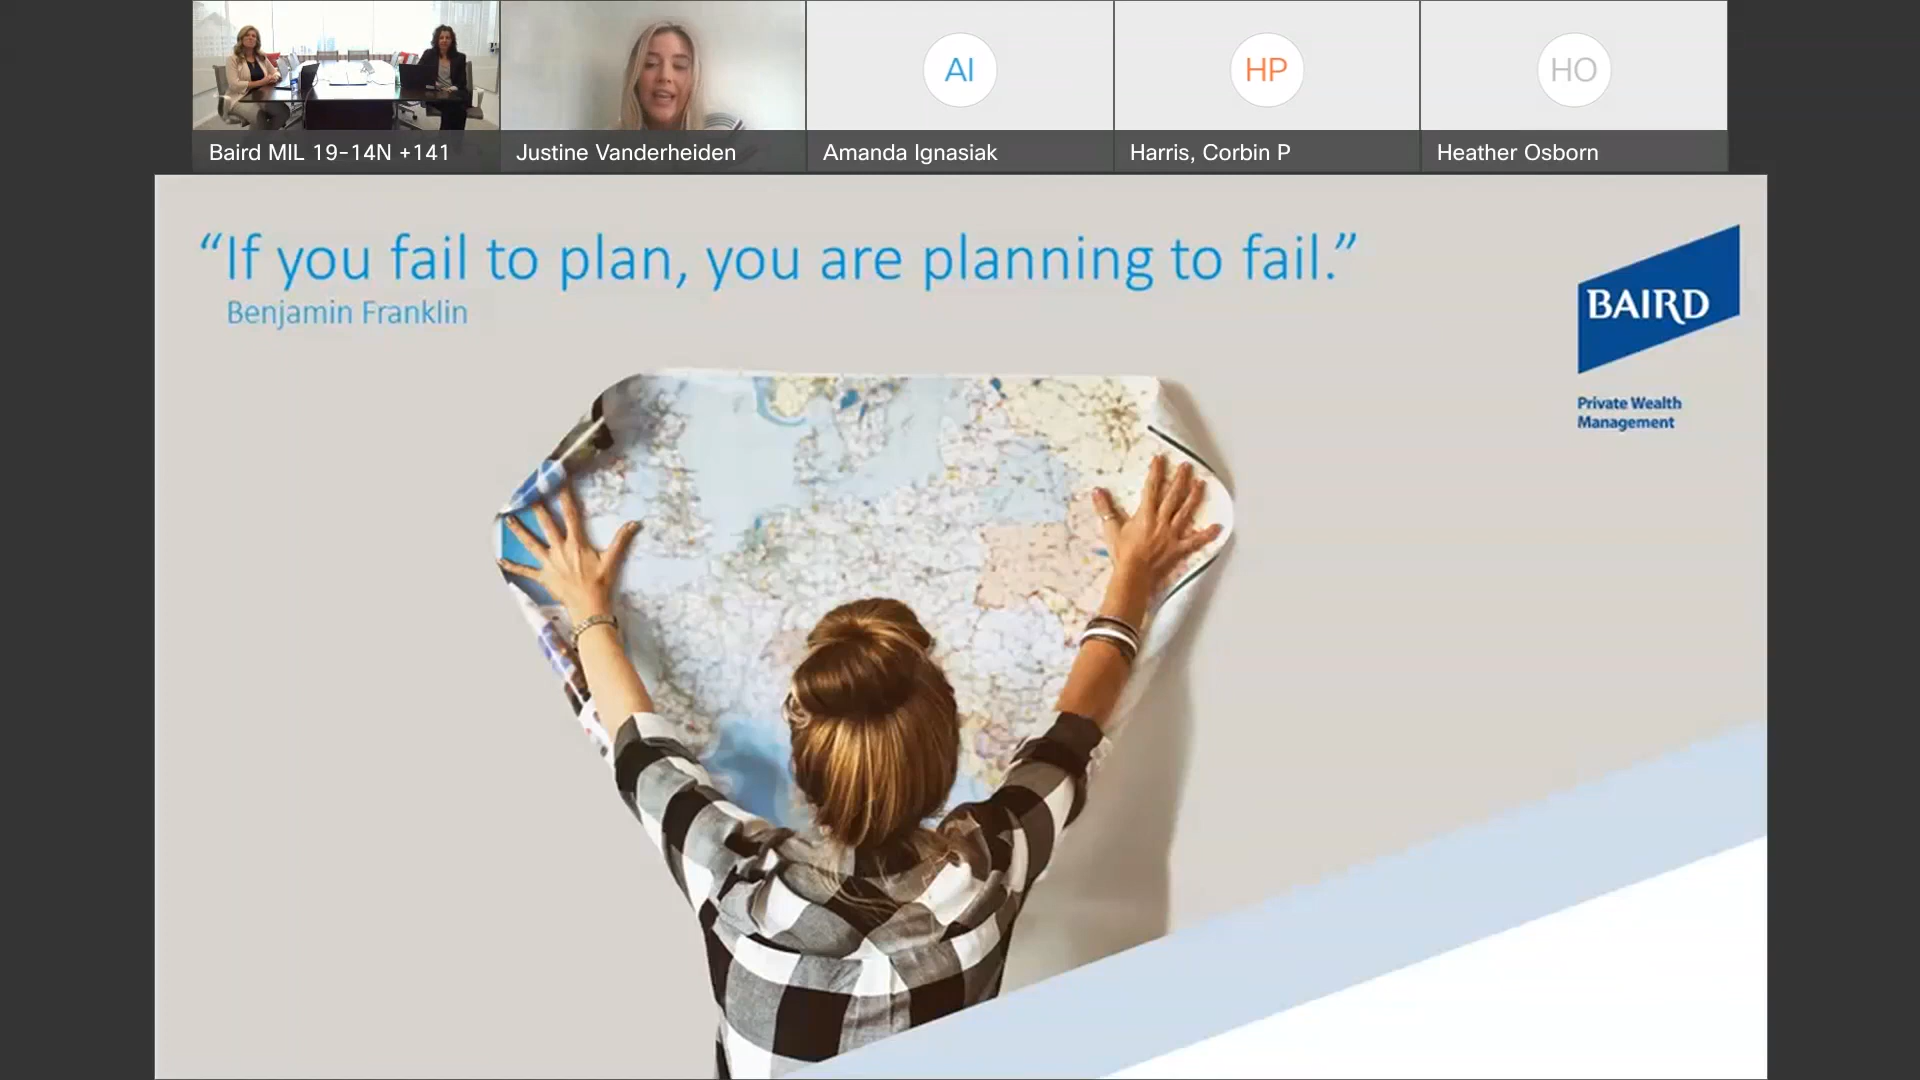 Baird MIL 19-14N +141
Justine Vanderheiden
AI
Amanda Ignasiak
HP
Harris, Corbin P
HO
Heather Osborn
“If you fail to plan, you are planning to fail.”
Benjamin Franklin
BAIRD
Private Wealth
Management